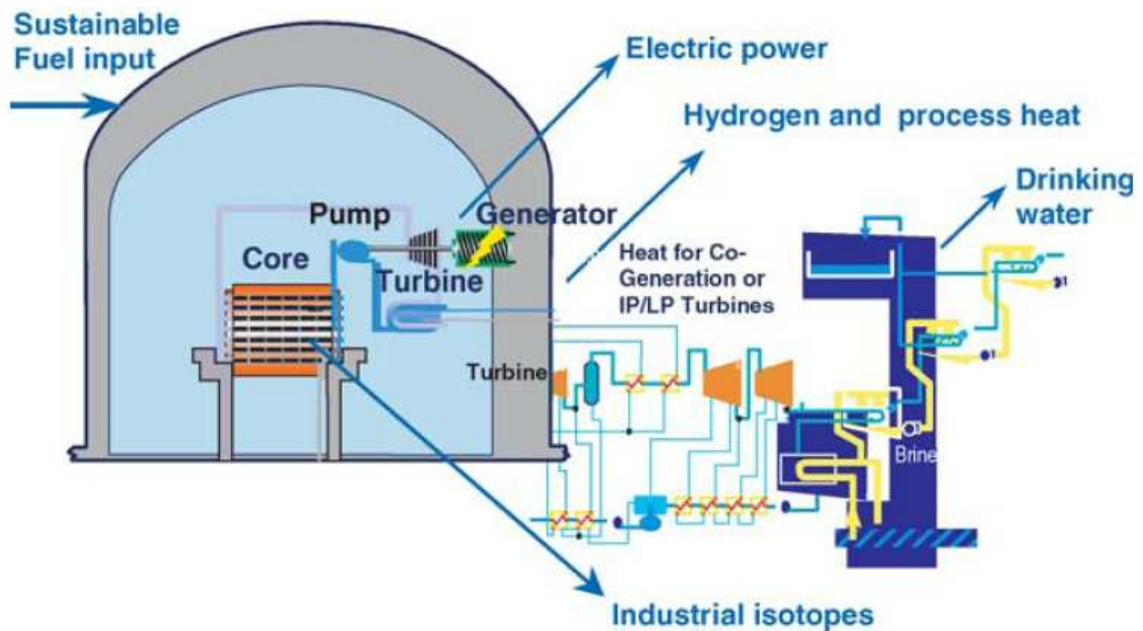 Sustainable
Fuel input
Electric power
Hydrogen and process heat
Drinking
water
Pump
Generator
Core
Turbine
Heat for Co-
Generation or
IP/LP Turbines
Turbine
Brine
Industrial isotopes